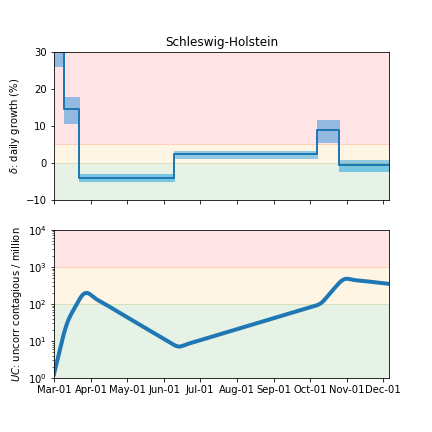 Schleswig-Holstein
δ: daily growth (%)
30
20
10
0
−10
UC: uncorr contagious / million
10⁴
10³
10²
10¹
10⁰
Mar-01 Apr-01 May-01 Jun-01 Jul-01 Aug-01 Sep-01 Oct-01 Nov-01 Dec-01